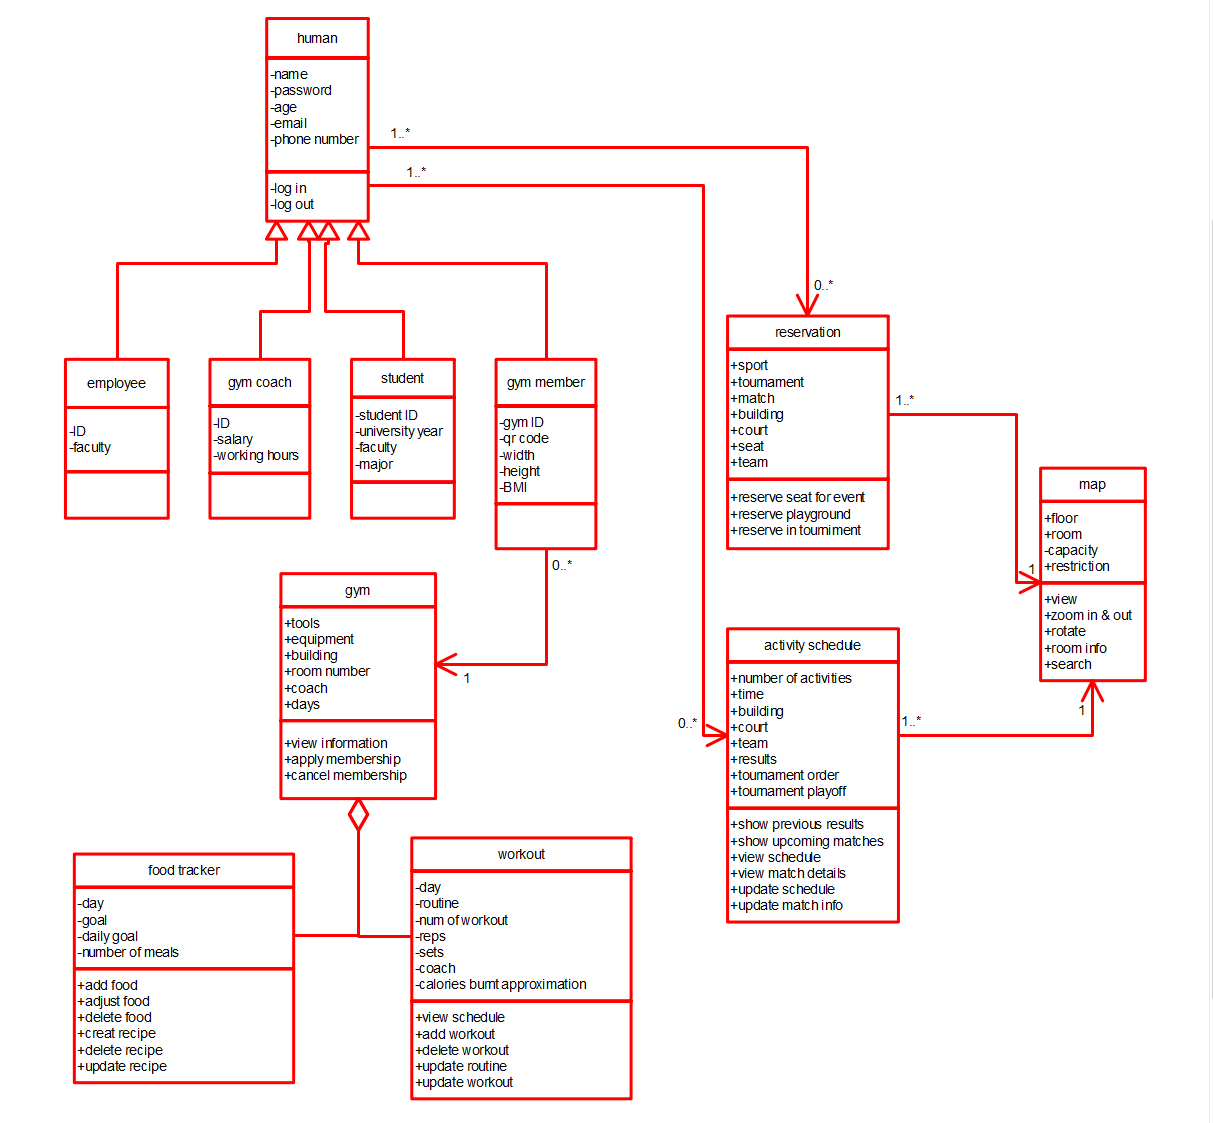 human
-name
-password
-age
-email
-phone number
-log in
-log out
1..*
1..*
0..*
employee
-ID
-faculty
gym coach
-ID
-salary
-working hours
student
-student ID
-university year
-faculty
-major
gym member
-gym ID
-qr code
-width
-height
-BMI
0..*
1
reservation
+sport
+tournament
+match
+building
+court
+seat
+team
+reserve seat for event
+reserve playground
+reserve in tourniment
1..*
1
map
+floor
+room
-capacity
+restriction
+view
+zoom in & out
+rotate
+room info
+search
1
gym
+tools
+equipment
+building
+room number
+coach
+days
+view information
+apply membership
+cancel membership
0..*
activity schedule
+number of activities
+time
+building
+court
+team
+results
+tournament order
+tournament playoff
+show previous results
+show upcoming matches
+view schedule
+view match details
+update schedule
+update match info
1..*
food tracker
-day
-goal
-daily goal
-number of meals
+add food
+adjust food
+delete food
+creat recipe
+delete recipe
+update recipe
workout
-day
-routine
-num of workout
-reps
-sets
-coach
-calories burnt approximation
+view schedule
+add workout
+delete workout
+update routine
+update workout